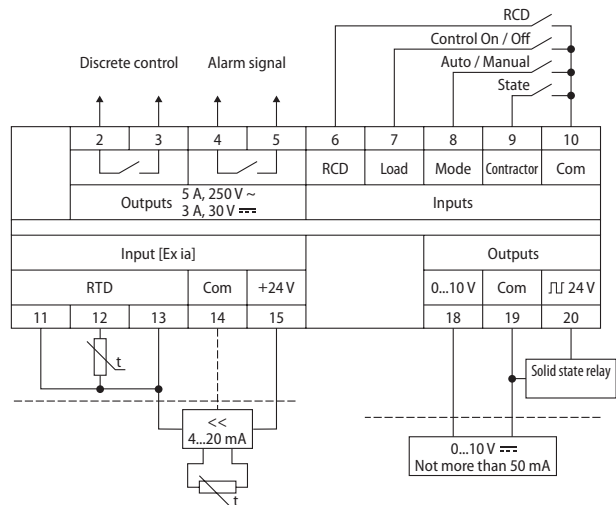 RCD
Control On / Off
Auto / Manual
State
Discrete control
Alarm signal
2 3 4 5 6 7 8 9 10
RCD Load Mode Contractor Com
Outputs 5 A, 250 V ~
3 A, 30 V ⎓
Inputs
Input [Ex ia]
Outputs
RTD Com +24 V
0...10 V Com 24 V
11 12 13 14 15 18 19 20
t
Solid state relay
<<
4...20 mA
0...10 V ⎓
Not more than 50 mA
t